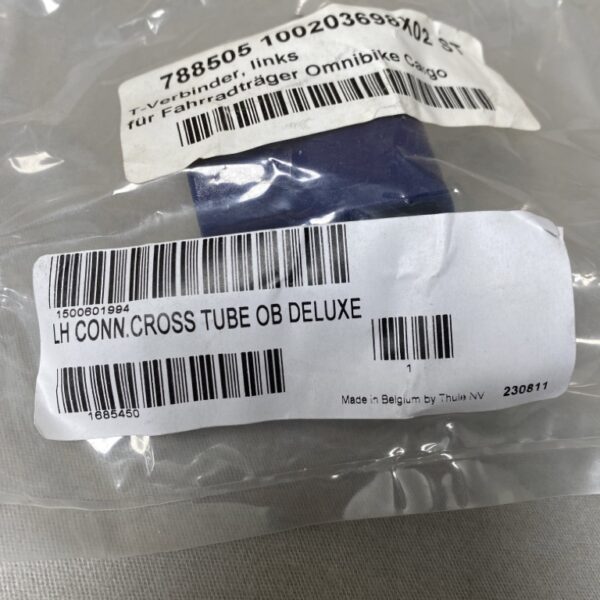 788505 100203698X02 ST
T-Verbinder, links
für Fahrradträger Omnibike Cargo
1500601994
LH CONN.CROSS TUBE OB DELUXE
1
1685450
Made in Belgium by Thule NV
230811